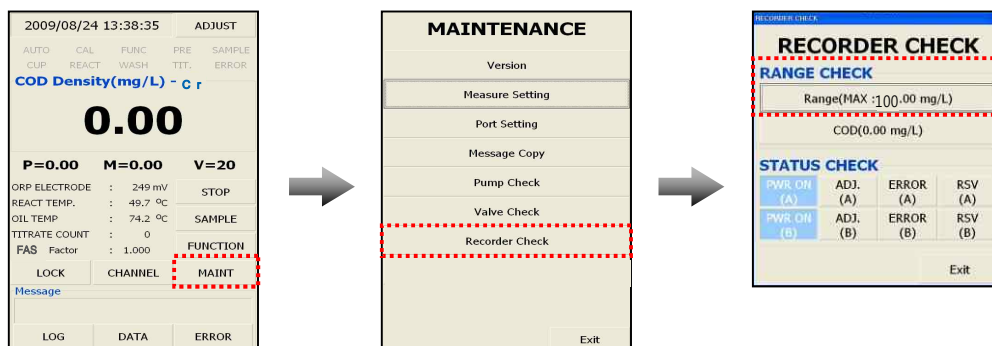 2009/08/24 13:38:35 ADJUST
AUTO CAL FUNC PRE SAMPLE
CUP REACT WASH TIT. ERROR
COD Density(mg/L) - Cr
0.00
P=0.00 M=0.00 V=20
ORP ELECTRODE : 249 mV
REACT TEMP. : 49.7 ºC
STOP
OIL TEMP : 74.2 ºC
SAMPLE
TITRATE COUNT : 0
FAS Factor : 1.000
FUNCTION
LOCK CHANNEL MAINT
Message
LOG DATA ERROR
MAINTENANCE
Version
Measure Setting
Port Setting
Message Copy
Pump Check
Valve Check
Recorder Check
Exit
RECORDER CHECK
RECORDER CHECK
RANGE CHECK
Range(MAX :100.00 mg/L)
COD(0.00 mg/L)
STATUS CHECK
PWR ON ADJ. ERROR RSV
(A) (A) (A) (A)
PWR ON ADJ. ERROR RSV
(B) (B) (B) (B)
Exit